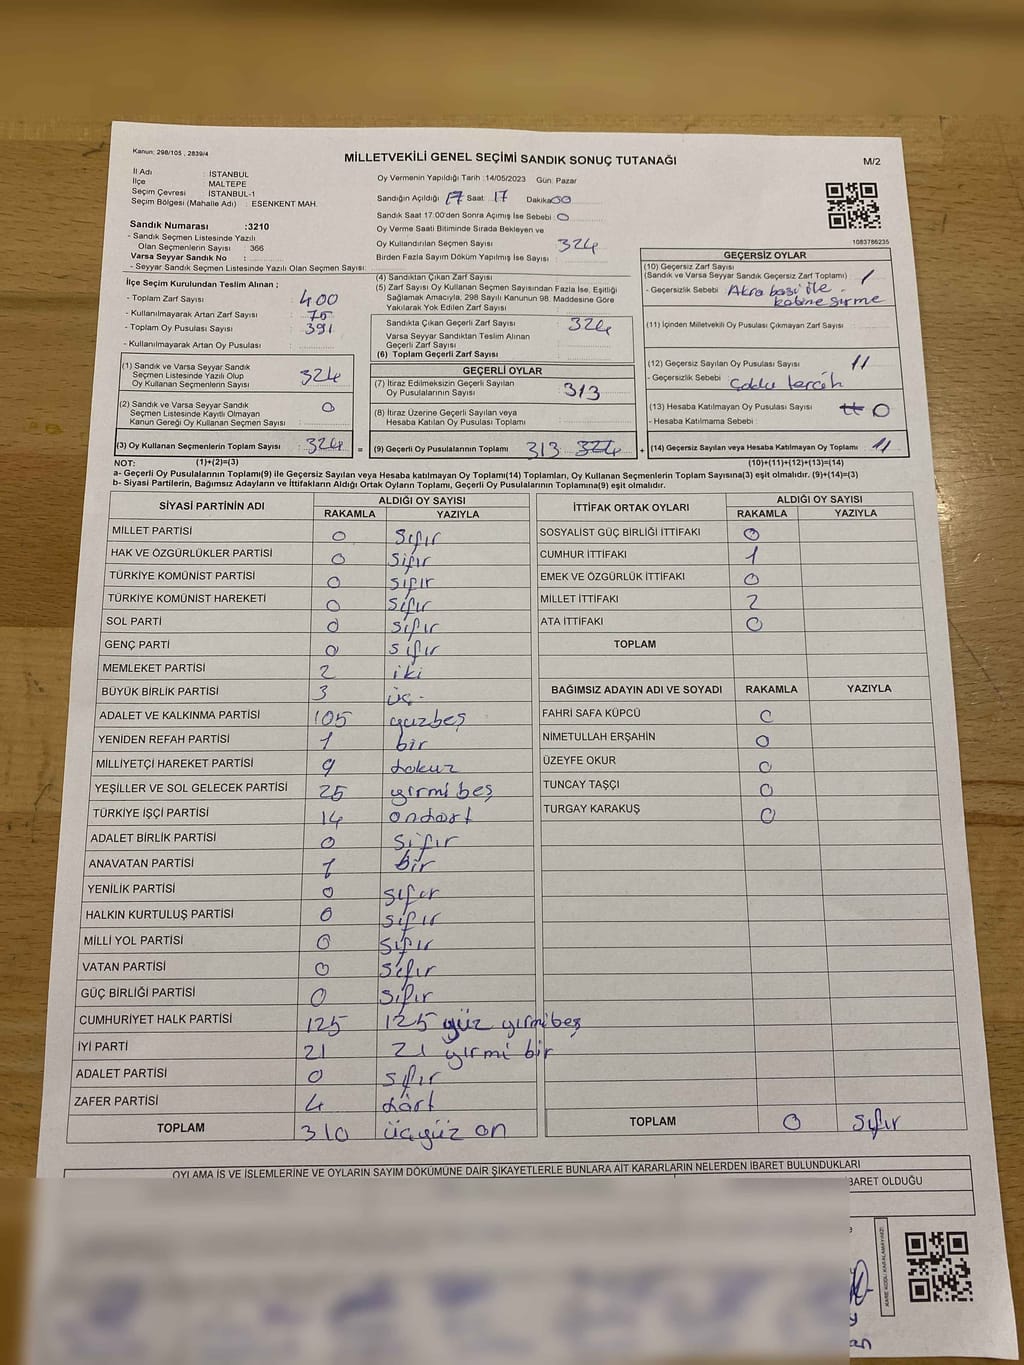 Kanun: 298/105 , 2839/4
MİLLETVEKİLİ GENEL SEÇİMİ SANDIK SONUÇ TUTANAĞI
M/2
İl Adı : İSTANBUL
İlçe : MALTEPE
Seçim Çevresi : İSTANBUL-1
Seçim Bölgesi (Mahalle Adı) : ESENKENT MAH.
Oy Vermenin Yapıldığı Tarih :14/05/2023 Gün: Pazar
Sandığın Açıldığı Saat 17 Dakika 00
Sandık Saat 17.00'den Sonra Açımış İse Sebebi : 0
Oy Verme Saati Bitiminde Sırada Bekleyen ve
Oy Kullandırılan Seçmen Sayısı 324
Birden Fazla Sayım Döküm Yapılmış İse Sayısı :
1083786235
Sandık Numarası :3210
- Sandık Seçmen Listesinde Yazılı
Olan Seçmenlerin Sayısı : 366
Varsa Seyyar Sandık No :
- Seyyar Sandık Seçmen Listesinde Yazılı Olan Seçmen Sayısı:
İlçe Seçim Kurulundan Teslim Alınan ;
- Toplam Zarf Sayısı : 400
- Kullanılmayarak Artan Zarf Sayısı : 75
- Toplam Oy Pusulası Sayısı : 391
- Kullanılmayarak Artan Oy Pusulası :
(4) Sandıktan Çıkan Zarf Sayısı :
(5) Zarf Sayısı Oy Kullanan Seçmen Sayısından Fazla İse, Eşitliği
Sağlamak Amacıyla, 298 Sayılı Kanunun 98. Maddesine Göre
Yakılarak Yok Edilen Zarf Sayısı :
Sandıkta Çıkan Geçerli Zarf Sayısı : 324
Varsa Seyyar Sandıktan Teslim Alınan
Geçerli Zarf Sayısı
(6) Toplam Geçerli Zarf Sayısı :
GEÇERSİZ OYLAR
(10) Geçersiz Zarf Sayısı
(Sandık ve Varsa Seyyar Sandık Geçersiz Zarf Toplamı) : 1
- Geçersizlik Sebebi : ile
kabine girme
(11) İçinden Milletvekili Oy Pusulası Çıkmayan Zarf Sayısı :
(12) Geçersiz Sayılan Oy Pusulası Sayısı : 11
- Geçersizlik Sebebi : tercih
(13) Hesaba Katılmayan Oy Pusulası Sayısı : 0
- Hesaba Katılmama Sebebi :
(14) Geçersiz Sayılan veya Hesaba Katılmayan Oy Toplamı : 11
(10)+(11)+(12)+(13)=(14)
(1) Sandık ve Varsa Seyyar Sandık
Seçmen Listesinde Yazılı Olup
Oy Kullanan Seçmenlerin Sayısı : 324
(2) Sandık ve Varsa Seyyar Sandık
Seçmen Listesinde Kayıtlı Olmayan
Kanun Gereği Oy Kullanan Seçmen Sayısı : 0
(3) Oy Kullanan Seçmenlerin Toplam Sayısı : 324 =
GEÇERLİ OYLAR
(7) İtiraz Edilmeksizin Geçerli Sayılan
Oy Pusulalarının Sayısı : 313
(8) İtiraz Üzerine Geçerli Sayılan veya
Hesaba Katılan Oy Pusulası Toplamı :
(9) Geçerli Oy Pusulalarının Toplamı : 313 324 +
NOT: (1)+(2)=(3)
a- Geçerli Oy Pusulalarının Toplamı(9) ile Geçersiz Sayılan veya Hesaba katılmayan Oy Toplamı(14) Toplamları, Oy Kullanan Seçmenlerin Toplam Sayısına(3) eşit olmalıdır. (9)+(14)=(3)
b- Siyasi Partilerin, Bağımsız Adayların ve İttifakların Aldığı Ortak Oyların Toplamı, Geçerli Oy Pusulalarının Toplamına(9) eşit olmalıdır.
SİYASİ PARTİNİN ADI ALDIĞI OY SAYISI
RAKAMLA YAZIYLA
MİLLET PARTİSİ 0 sıfır
HAK VE ÖZGÜRLÜKLER PARTİSİ 0 sıfır
TÜRKİYE KOMÜNİST PARTİSİ 0 sıfır
TÜRKİYE KOMÜNİST HAREKETİ 0 sıfır
SOL PARTİ 0 sıfır
GENÇ PARTİ 0 sıfır
MEMLEKET PARTİSİ 2 iki
BÜYÜK BİRLİK PARTİSİ 3 üç
ADALET VE KALKINMA PARTİSİ 105 yüzbeş
YENİDEN REFAH PARTİSİ 1 bir
MİLLİYETÇİ HAREKET PARTİSİ 9 dokuz
YEŞİLLER VE SOL GELECEK PARTİSİ 25 yirmi beş
TÜRKİYE İŞÇİ PARTİSİ 14 ondört
ADALET BİRLİK PARTİSİ 0 sıfır
ANAVATAN PARTİSİ 1 bir
YENİLİK PARTİSİ 0 sıfır
HALKIN KURTULUŞ PARTİSİ 0 sıfır
MİLLİ YOL PARTİSİ 0 sıfır
VATAN PARTİSİ 0 sıfır
GÜÇ BİRLİĞİ PARTİSİ 0 sıfır
CUMHURİYET HALK PARTİSİ 125 125 yüz yirmibeş
İYİ PARTİ 21 21 yirmi bir
ADALET PARTİSİ 0 sıfır
ZAFER PARTİSİ 4 dört
TOPLAM 310 üçyüz on
İTTİFAK ORTAK OYLARI ALDIĞI OY SAYISI
RAKAMLA YAZIYLA
SOSYALİST GÜÇ BİRLİĞİ İTTİFAKI 0
CUMHUR İTTİFAKI 1
EMEK VE ÖZGÜRLÜK İTTİFAKI 0
MİLLET İTTİFAKI 2
ATA İTTİFAKI 0
TOPLAM
BAĞIMSIZ ADAYIN ADI VE SOYADI RAKAMLA YAZIYLA
FAHRİ SAFA KÜPCÜ 0
NİMETULLAH ERŞAHİN 0
ÜZEYFE OKUR 0
TUNCAY TAŞÇI 0
TURGAY KARAKUŞ 0
TOPLAM 0 sıfır
OYLAMA İŞ VE İŞLEMLERİNE VE OYLARIN SAYIM DÖKÜMÜNE DAİR ŞİKAYETLERLE BUNLARA AİT KARARLARIN NELERDEN İBARET BULUNDUKLARI
İBARET OLDUĞU